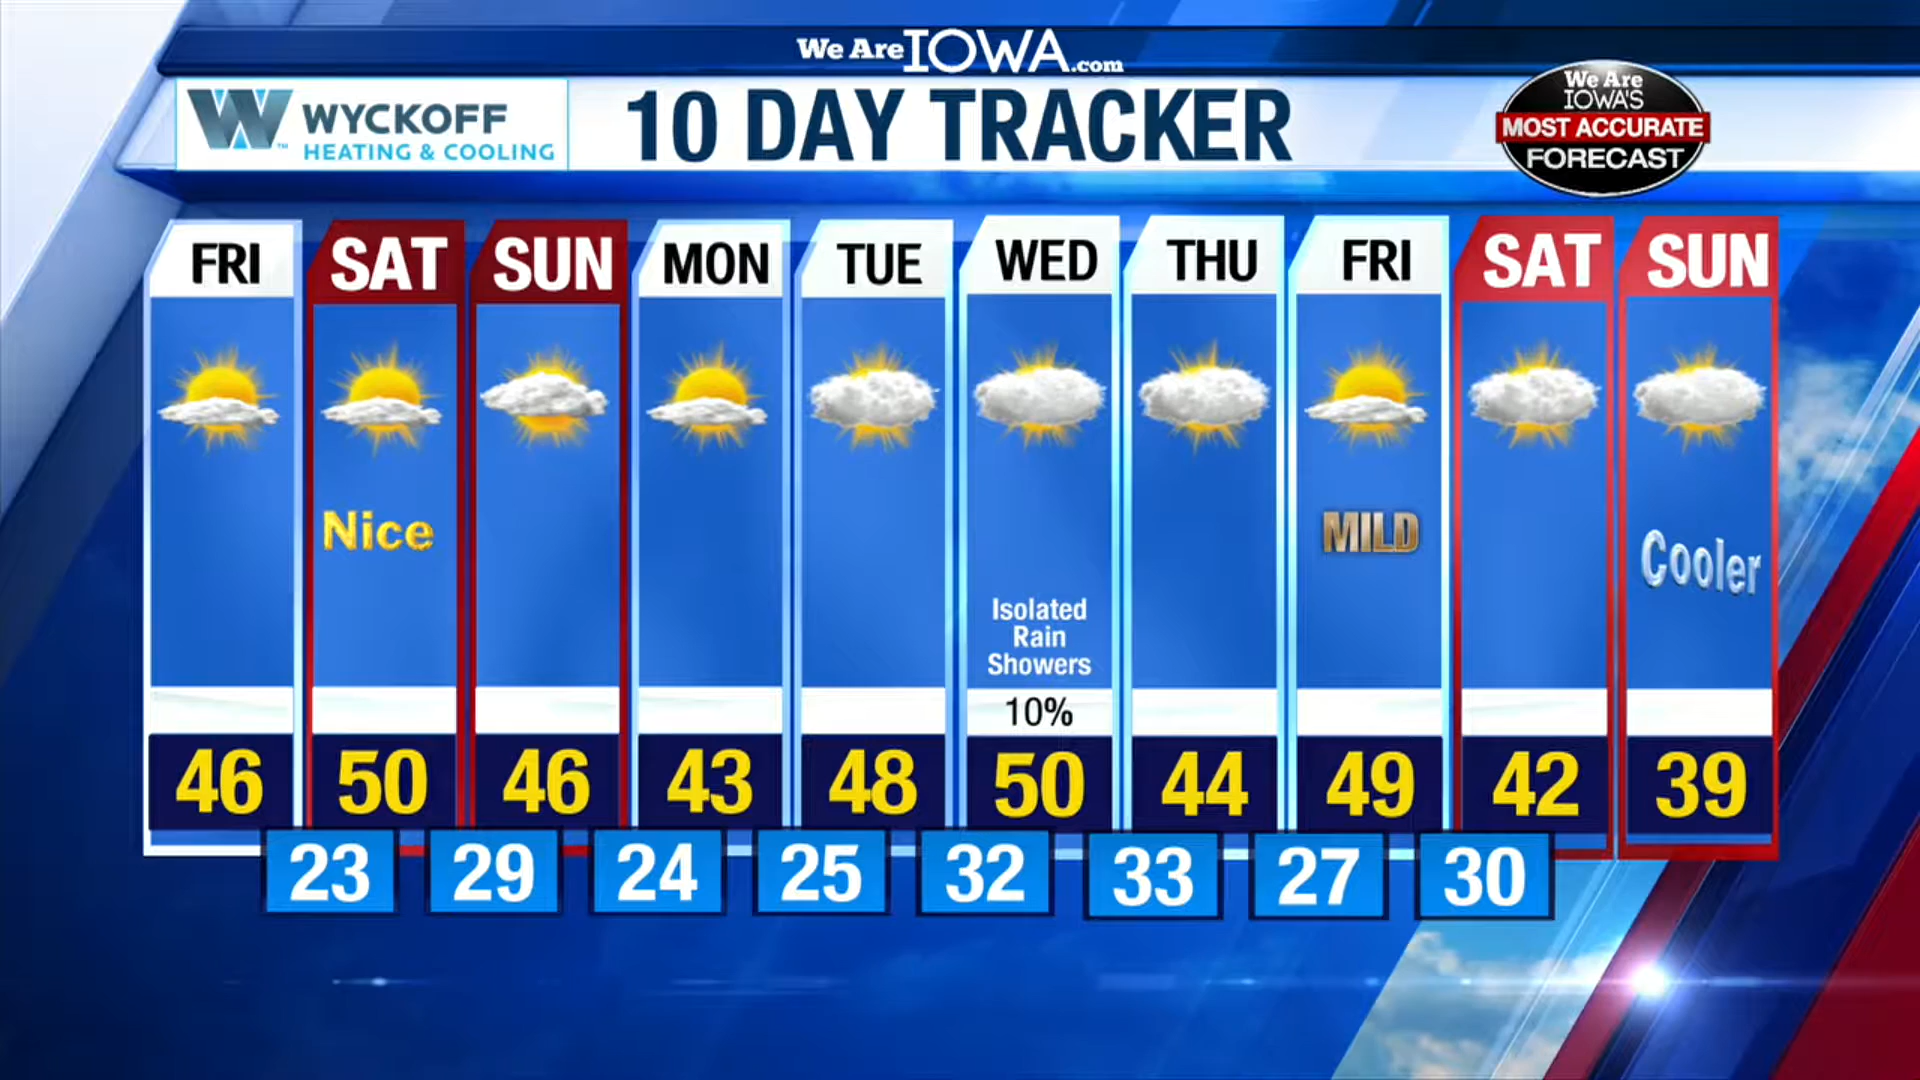 We Are IOWA.com
W™ WYCKOFF
HEATING & COOLING
10 DAY TRACKER
We Are
IOWA'S
MOST ACCURATE
FORECAST
FRI SAT SUN MON TUE WED THU FRI SAT SUN
Nice MILD Cooler
Isolated
Rain
Showers
10%
46 50 46 43 48 50 44 49 42 39
23 29 24 25 32 33 27 30